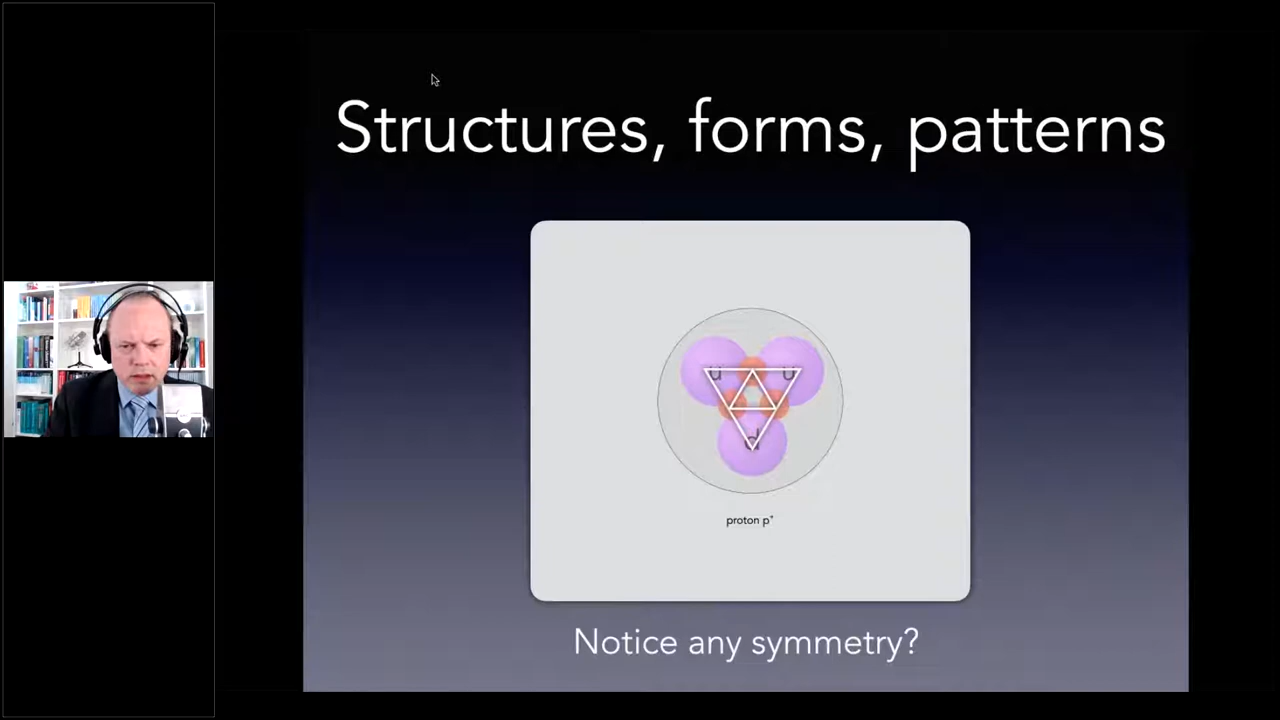 Structures, forms, patterns
u u
d
proton p⁺
Notice any symmetry?